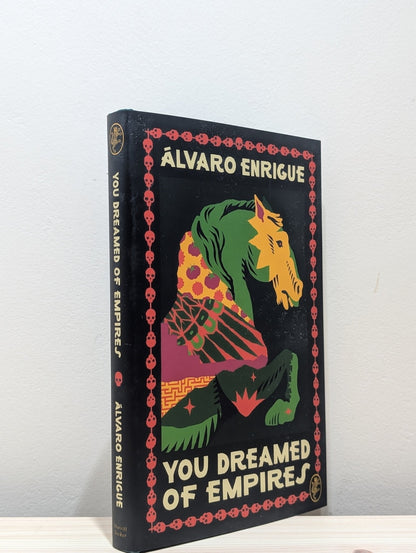 ÁLVARO ENRIGUE
YOU DREAMED
OF EMPIRES
YOU DREAMED OF EMPIRES
ÁLVARO ENRIGUE